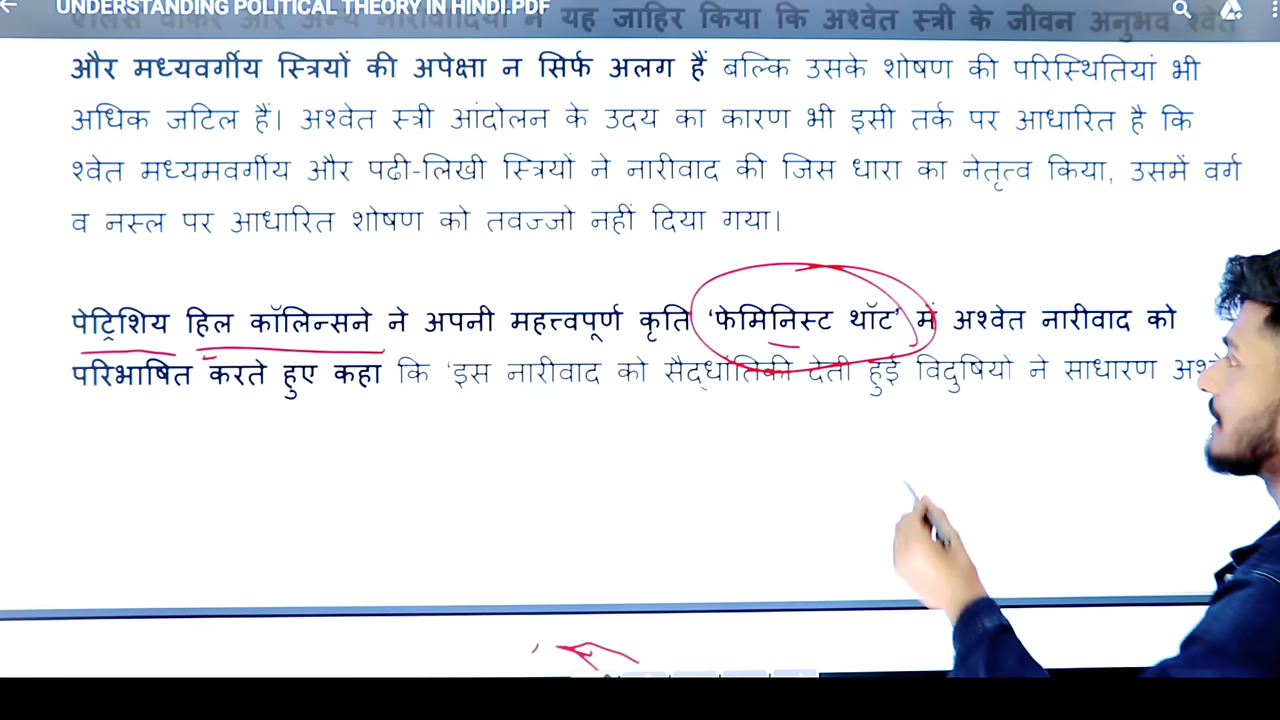 UNDERSTANDING POLITICAL THEORY IN HINDI.PDF
और अन्य नारीवादियों ने यह जाहिर किया कि अश्वेत स्त्री के जीवन अनुभव श्वेत
और मध्यवर्गीय स्त्रियों की अपेक्षा न सिर्फ अलग हैं बल्कि उसके शोषण की परिस्थितियां भी
अधिक जटिल हैं। अश्वेत स्त्री आंदोलन के उदय का कारण भी इसी तर्क पर आधारित है कि
श्वेत मध्यमवर्गीय और पढ़ी-लिखी स्त्रियों ने नारीवाद की जिस धारा का नेतृत्व किया, उसमें वर्ग
व नस्ल पर आधारित शोषण को तवज्जो नहीं दिया गया।
पेट्रिशिय हिल कॉलिन्सने ने अपनी महत्त्वपूर्ण कृति 'फेमिनिस्ट थॉट' में अश्वेत नारीवाद को
परिभाषित करते हुए कहा कि 'इस नारीवाद को सैद्धांतिकी देती हुई विदुषियों ने साधारण